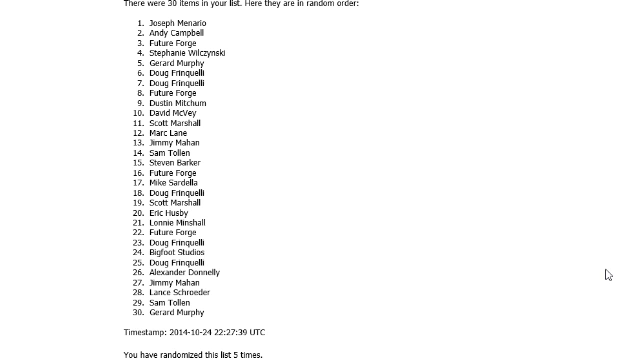 There were 30 items in your list. Here they are in random order:
1. Joseph Menario
2. Andy Campbell
3. Future Forge
4. Stephanie Wilczynski
5. Gerard Murphy
6. Doug Frinquelli
7. Doug Frinquelli
8. Future Forge
9. Dustin Mitchum
10. David McVey
11. Scott Marshall
12. Marc Lane
13. Jimmy Mahan
14. Sam Tollen
15. Steven Barker
16. Future Forge
17. Mike Sardella
18. Doug Frinquelli
19. Scott Marshall
20. Eric Husby
21. Lonnie Minshall
22. Future Forge
23. Doug Frinquelli
24. Bigfoot Studios
25. Doug Frinquelli
26. Alexander Donnelly
27. Jimmy Mahan
28. Lance Schroeder
29. Sam Tollen
30. Gerard Murphy
Timestamp: 2014-10-24 22:27:39 UTC
You have randomized this list 5 times.